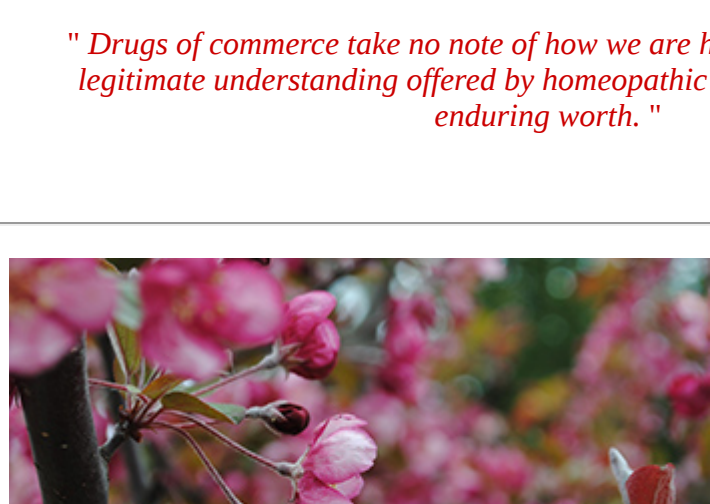 " Drugs of commerce take no note of how we are
legitimate understanding offered by homeopathic
enduring worth. "